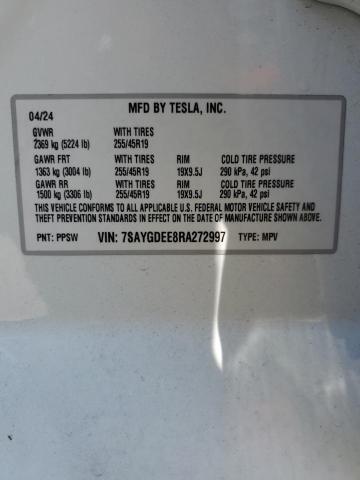 MFD BY TESLA, INC.
04/24
GVWR WITH TIRES
2369 kg (5224 lb) 255/45R19
GAWR FRT WITH TIRES RIM COLD TIRE PRESSURE
1363 kg (3004 lb) 255/45R19 19X9.5J 290 kPa, 42 psi
GAWR RR WITH TIRES RIM COLD TIRE PRESSURE
1500 kg (3306 lb) 255/45R19 19X9.5J 290 kPa, 42 psi
THIS VEHICLE CONFORMS TO ALL APPLICABLE U.S. FEDERAL MOTOR VEHICLE SAFETY AND
THEFT PREVENTION STANDARDS IN EFFECT ON THE DATE OF MANUFACTURE SHOWN ABOVE.
PNT: PPSW VIN: 7SAYGDEE8RA272997 TYPE: MPV